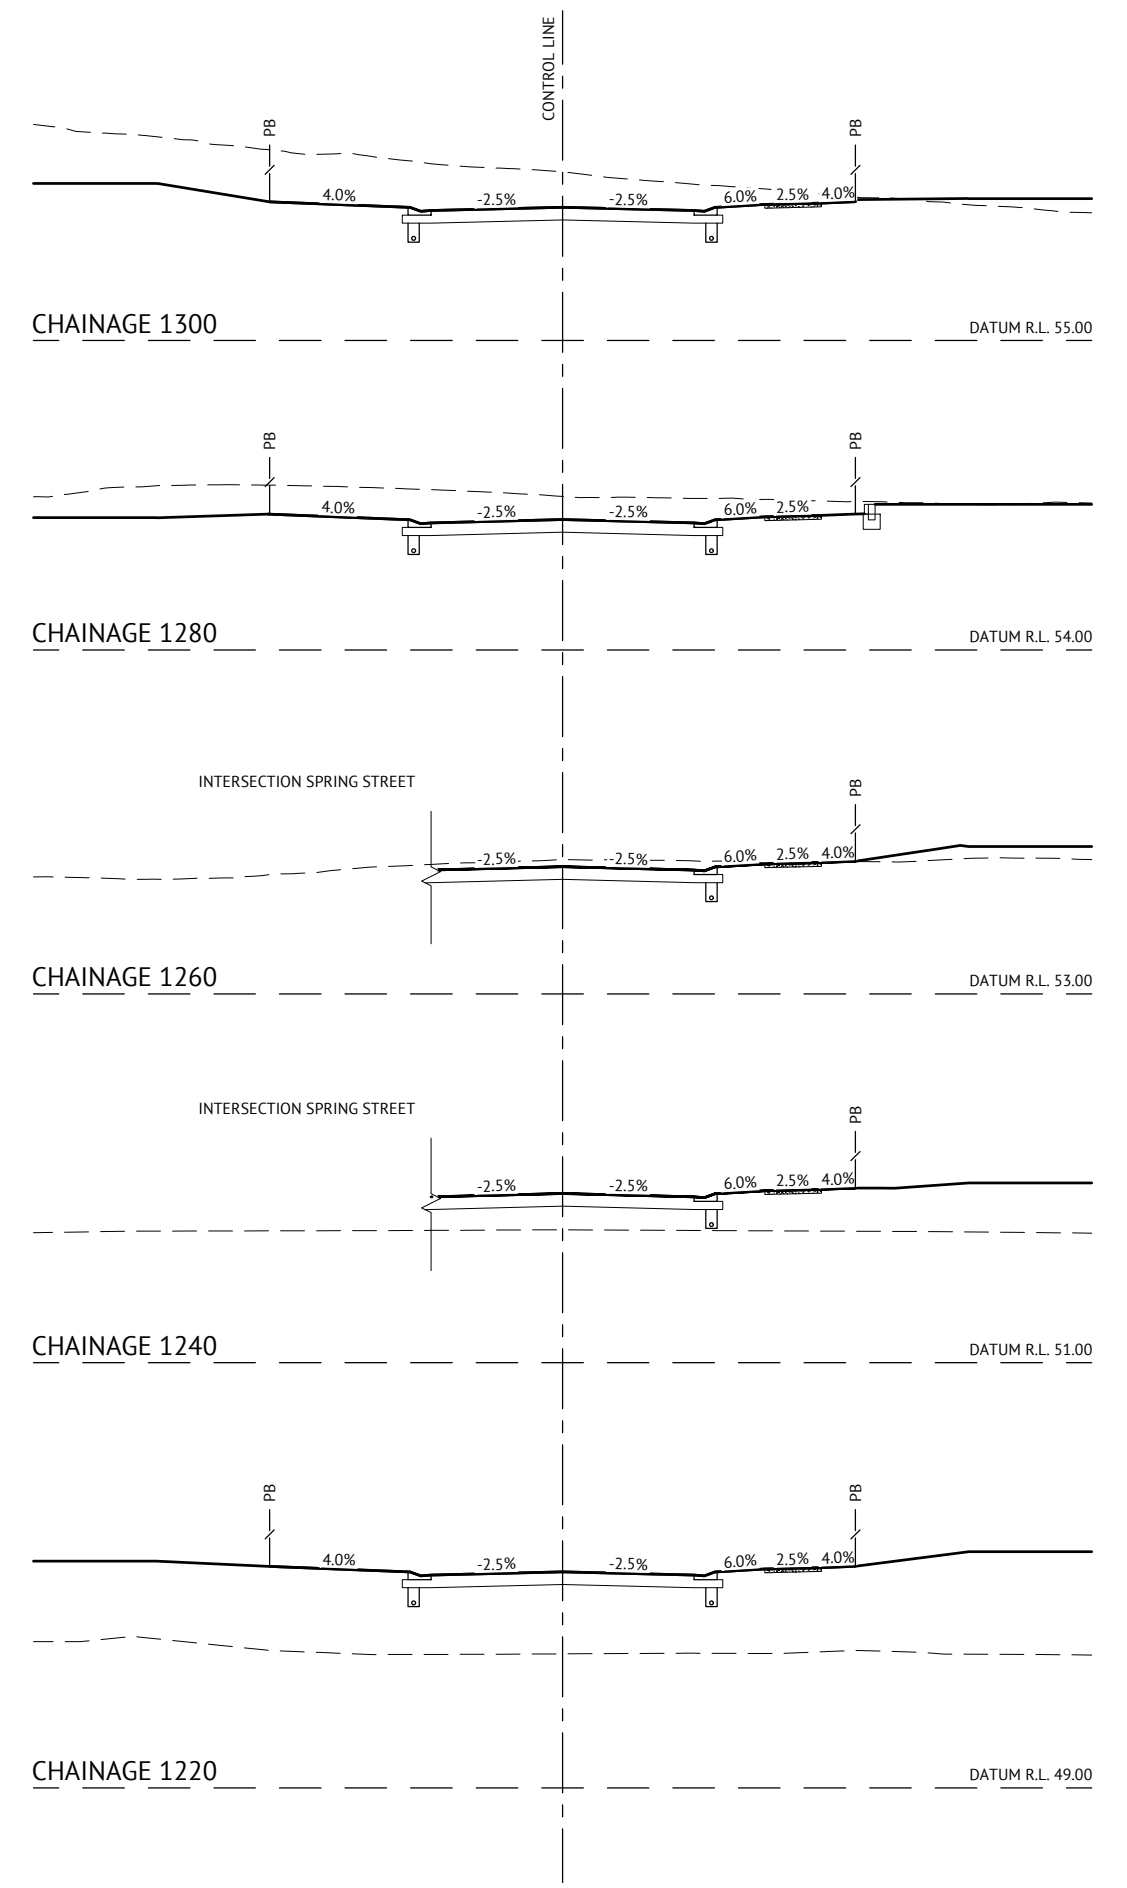 CONTROL LINE
PB
PB
4.0%
-2.5%
-2.5%
6.0%
2.5%
4.0%
CHAINAGE 1300
DATUM R.L. 55.00
PB
PB
4.0%
-2.5%
-2.5%
6.0%
2.5%
CHAINAGE 1280
DATUM R.L. 54.00
INTERSECTION SPRING STREET
PB
-2.5%
-2.5%
6.0%
2.5%
4.0%
CHAINAGE 1260
DATUM R.L. 53.00
INTERSECTION SPRING STREET
PB
-2.5%
-2.5%
6.0%
2.5%
4.0%
CHAINAGE 1240
DATUM R.L. 51.00
PB
PB
4.0%
-2.5%
-2.5%
6.0%
2.5%
4.0%
CHAINAGE 1220
DATUM R.L. 49.00